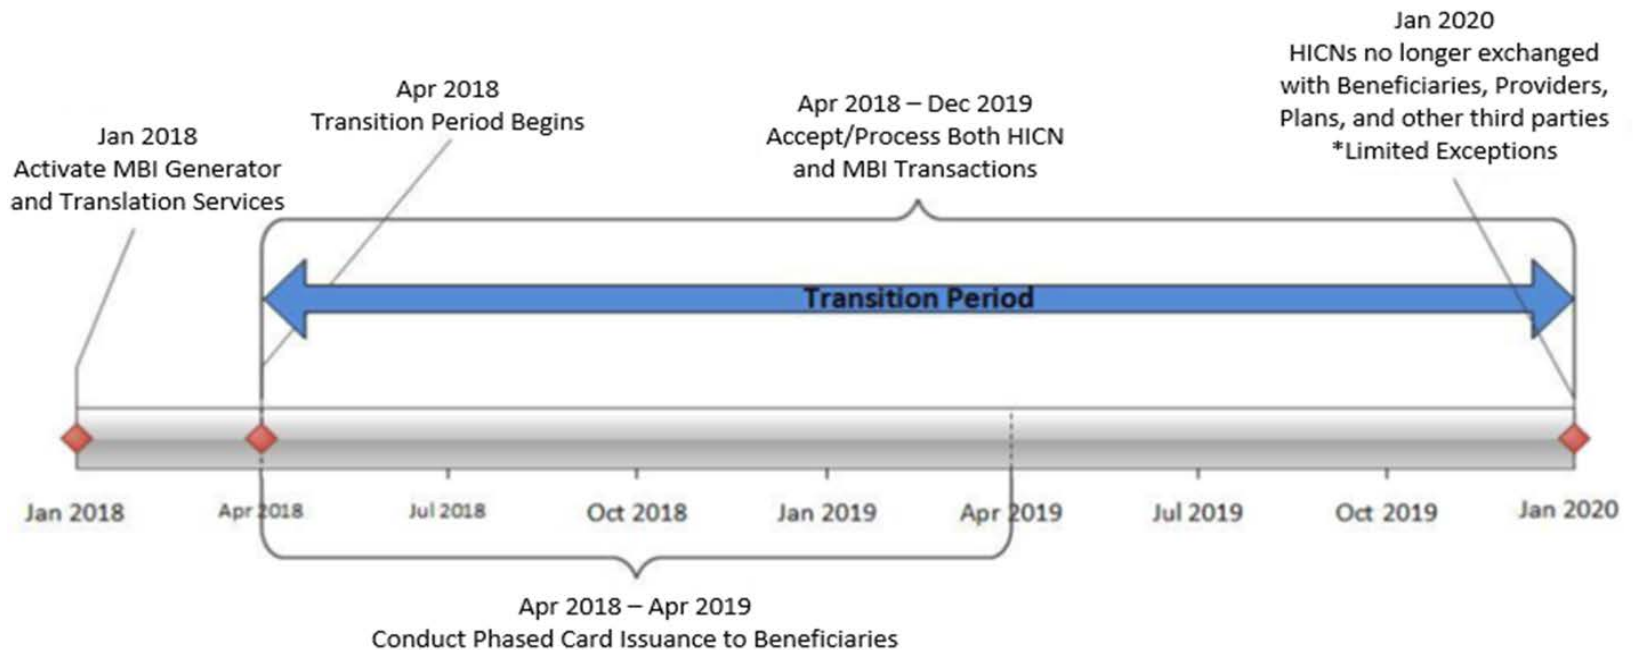 Jan 2018
Activate MBI Generator
and Translation Services
Apr 2018
Transition Period Begins
Apr 2018 – Dec 2019
Accept/Process Both HICN
and MBI Transactions
Jan 2020
HICNs no longer exchanged
with Beneficiaries, Providers,
Plans, and other third parties
*Limited Exceptions
Transition Period
Jan 2018
Apr 2018
Jul 2018
Oct 2018
Jan 2019
Apr 2019
Jul 2019
Oct 2019
Jan 2020
Apr 2018 – Apr 2019
Conduct Phased Card Issuance to Beneficiaries